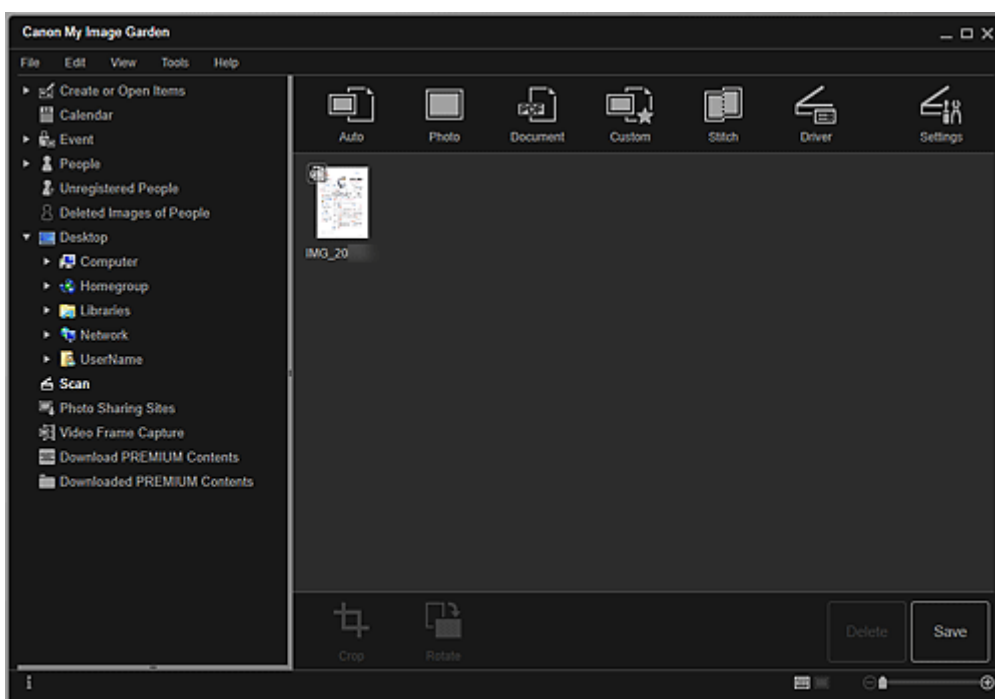 Canon My Image Garden
File Edit View Tools Help
Create or Open Items
Calendar
Event
People
Unregistered People
Deleted Images of People
Desktop
Computer
Homegroup
Libraries
Network
UserName
Scan
Photo Sharing Sites
Video Frame Capture
Download PREMIUM Contents
Downloaded PREMIUM Contents
Auto Photo Document Custom Stitch Driver Settings
PDF
IMG_20
Crop Rotate Delete Save